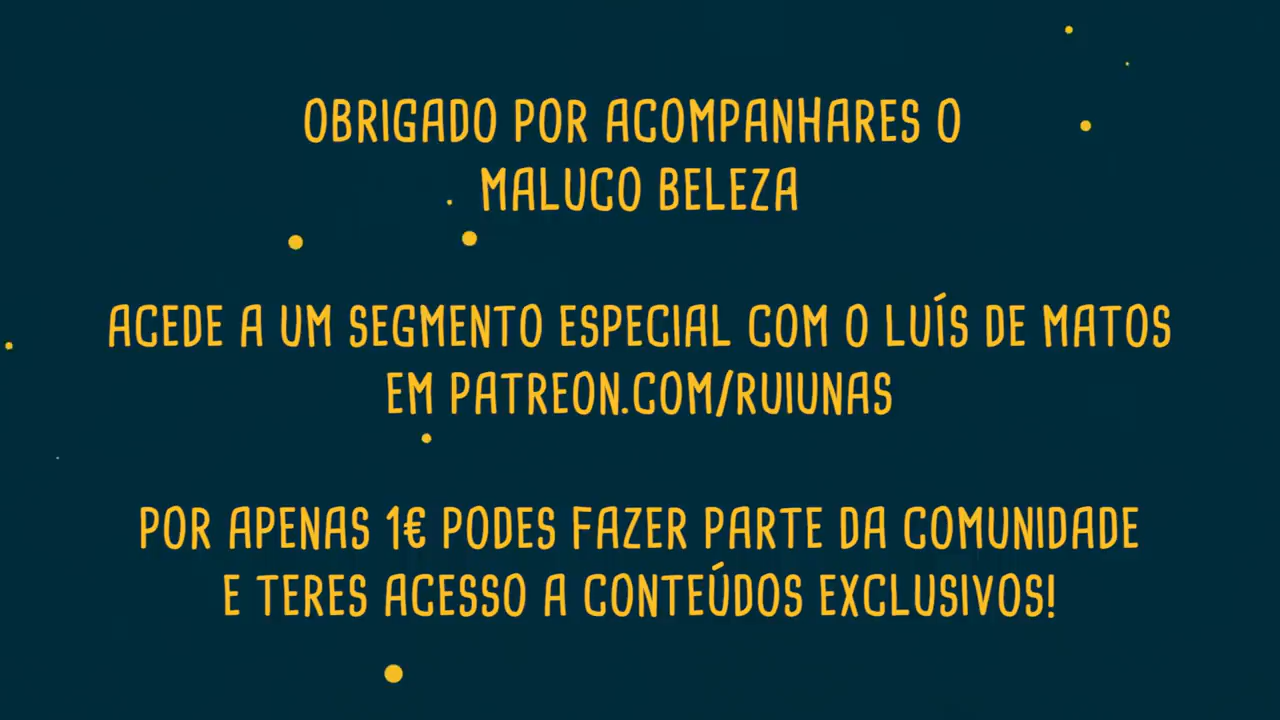 OBRIGADO POR ACOMPANHARES O
MALUCO BELEZA
ACEDE A UM SEGMENTO ESPECIAL COM O LUÍS DE MATOS
EM PATREON.COM/RUIUNAS
POR APENAS 1€ PODES FAZER PARTE DA COMUNIDADE
E TERES ACESSO A CONTEÚDOS EXCLUSIVOS!